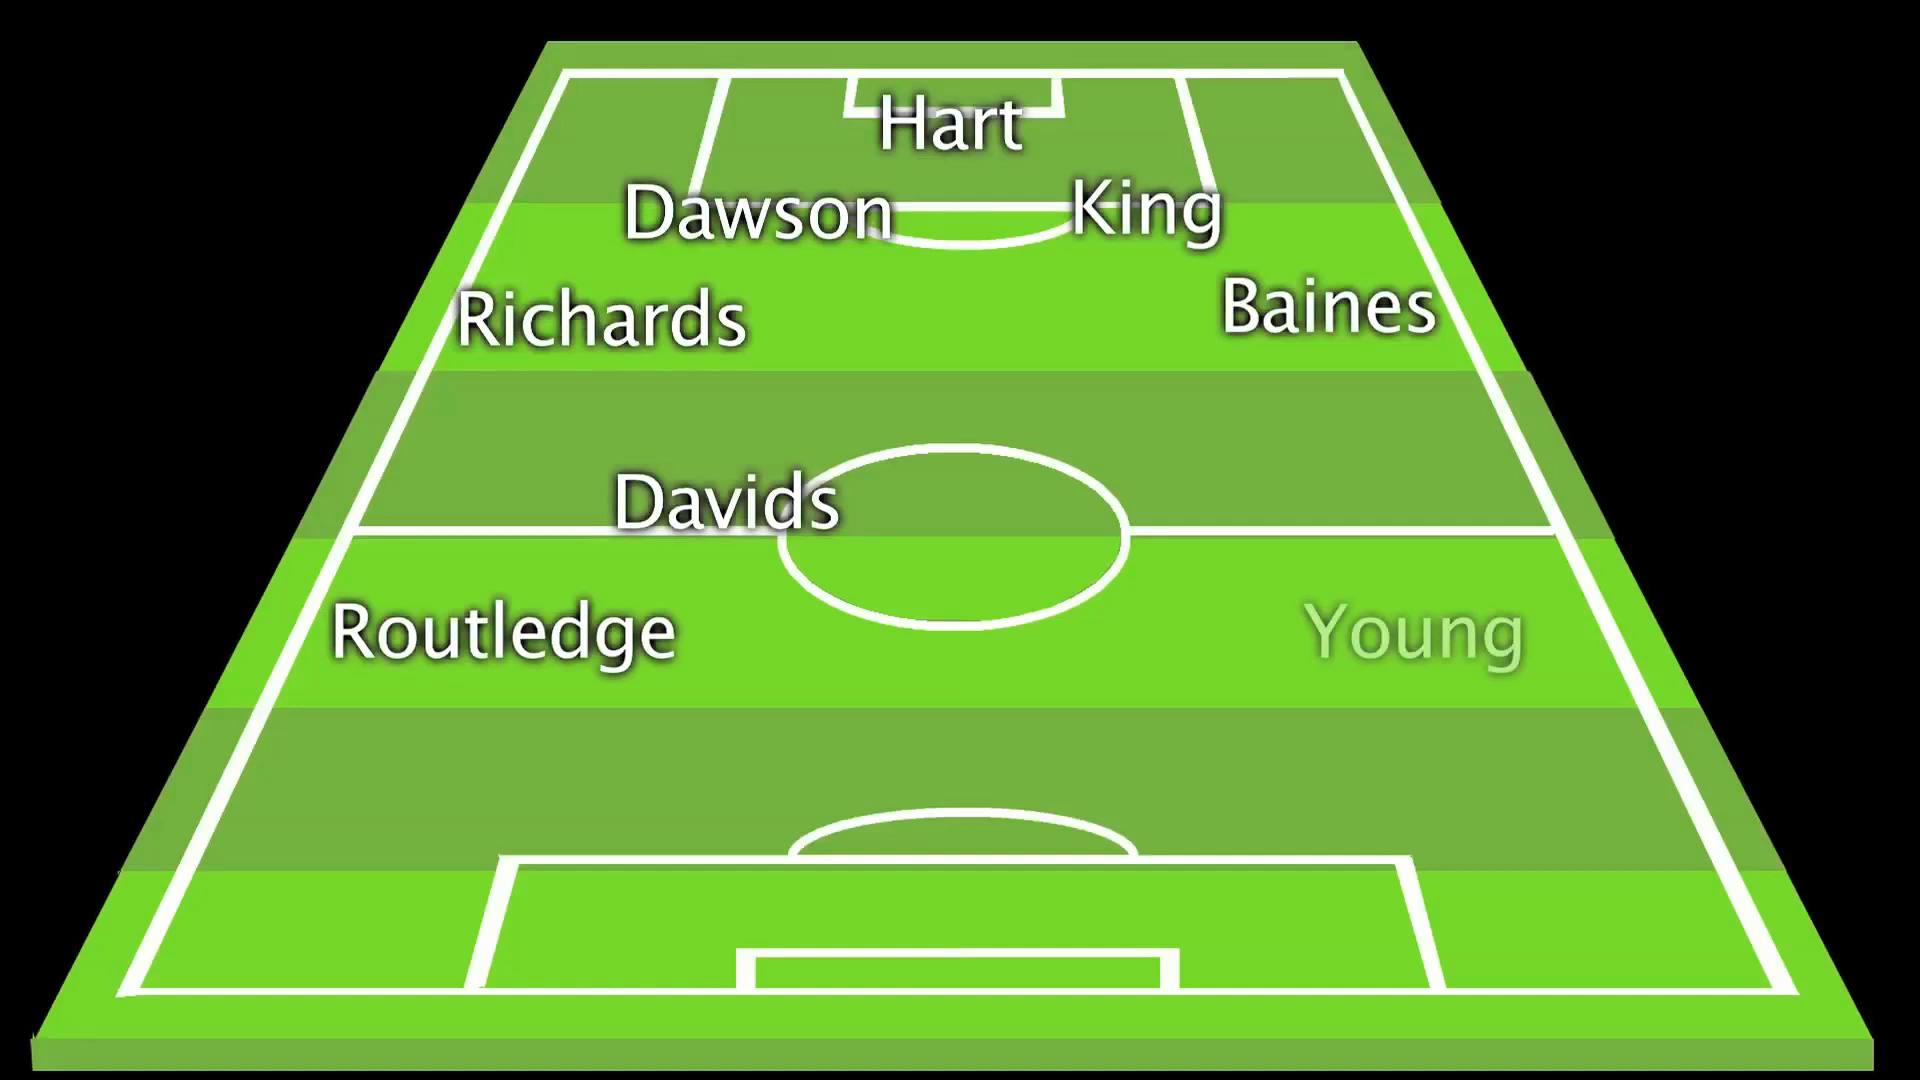 Hart
Dawson
King
Richards
Baines
Davids
Routledge
Young